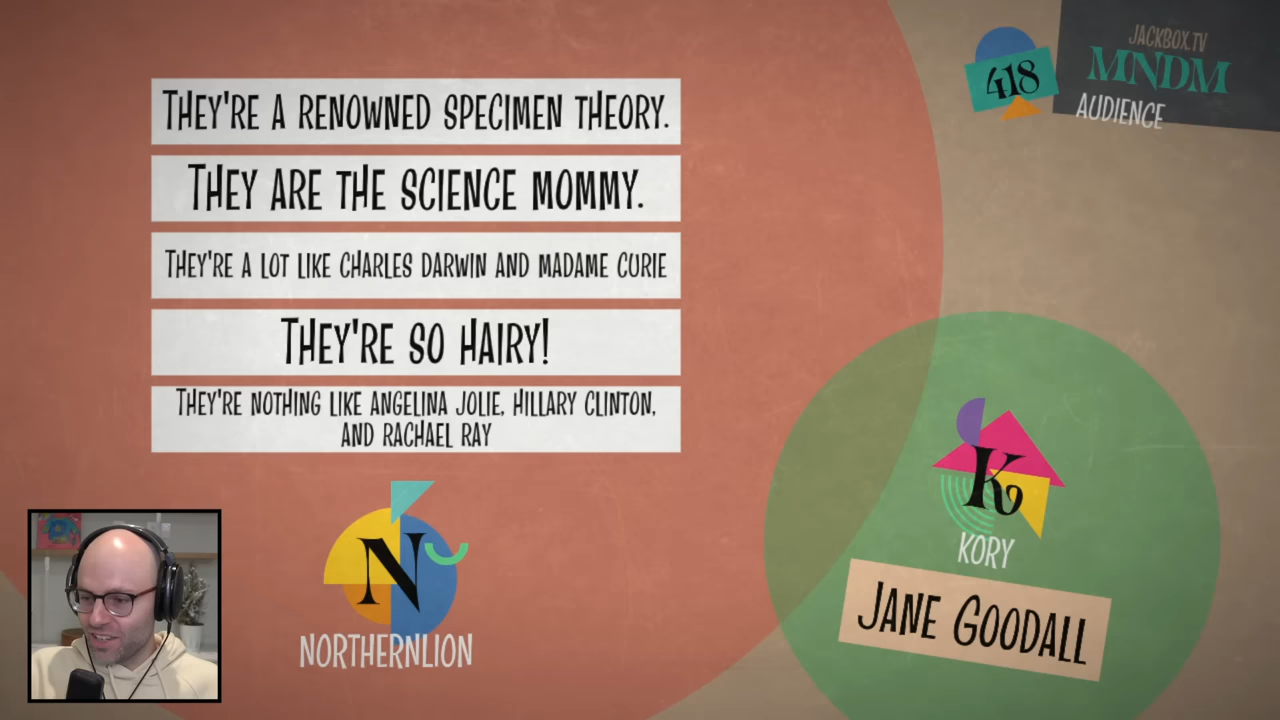 JACKBOX.TV
418
MNDM
AUDIENCE
THEY'RE A RENOWNED SPECIMEN THEORY.
THEY ARE THE SCIENCE MOMMY.
THEY'RE A LOT LIKE CHARLES DARWIN AND MADAME CURIE
THEY'RE SO HAIRY!
THEY'RE NOTHING LIKE ANGELINA JOLIE, HILLARY CLINTON,
AND RACHAEL RAY
N
NORTHERNLION
K
KORY
JANE GOODALL